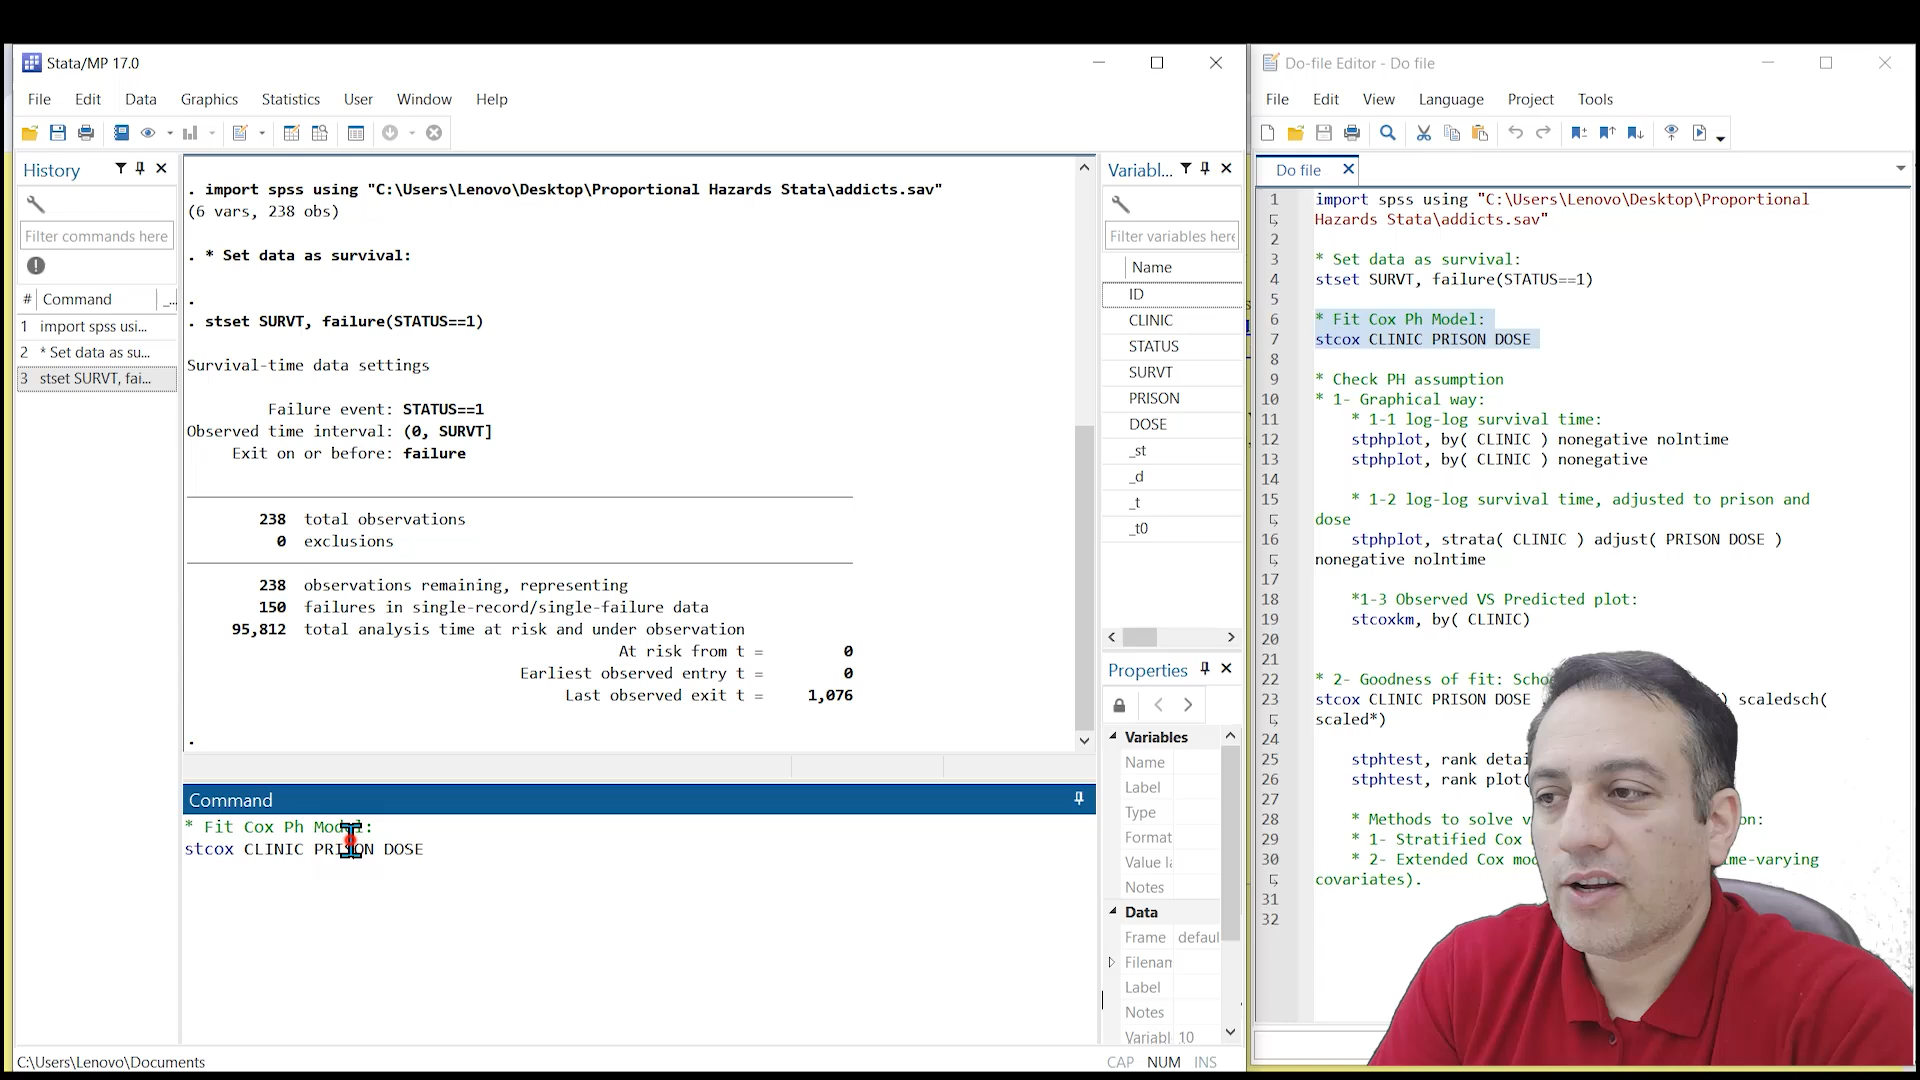 Stata/MP 17.0
File Edit Data Graphics Statistics User Window Help
History
Filter commands here
# Command
1 import spss usi...
2 * Set data as su...
3 stset SURVT, fai...
. import spss using "C:\Users\Lenovo\Desktop\Proportional Hazards Stata\addicts.sav"
(6 vars, 238 obs)
. * Set data as survival:
.
. stset SURVT, failure(STATUS==1)
Survival-time data settings
Failure event: STATUS==1
Observed time interval: (0, SURVT]
Exit on or before: failure
238 total observations
0 exclusions
238 observations remaining, representing
150 failures in single-record/single-failure data
95,812 total analysis time at risk and under observation
At risk from t = 0
Earliest observed entry t = 0
Last observed exit t = 1,076
.
Command
* Fit Cox Ph Model:
stcox CLINIC PRISON DOSE
C:\Users\Lenovo\Documents
Variabl...
Filter variables here
Name
ID
CLINIC
STATUS
SURVT
PRISON
DOSE
_st
_d
_t
_t0
Properties
Variables
Name
Label
Type
Format
Value la
Notes
Data
Frame defaul
Filenam
Label
Notes
Variabl 10
CAP NUM INS
Do-file Editor - Do file
File Edit View Language Project Tools
Do file
1 import spss using "C:\Users\Lenovo\Desktop\Proportional
Hazards Stata\addicts.sav"
2
3 * Set data as survival:
4 stset SURVT, failure(STATUS==1)
5
6 * Fit Cox Ph Model:
7 stcox CLINIC PRISON DOSE
8
9 * Check PH assumption
10 * 1- Graphical way:
11 * 1-1 log-log survival time:
12 stphplot, by( CLINIC ) nonegative nolntime
13 stphplot, by( CLINIC ) nonegative
14
15 * 1-2 log-log survival time, adjusted to prison and
dose
16 stphplot, strata( CLINIC ) adjust( PRISON DOSE )
nonegative nolntime
17
18 *1-3 Observed VS Predicted plot:
19 stcoxkm, by( CLINIC)
20
21
22 * 2- Goodness of fit: Scho
23 stcox CLINIC PRISON DOSE ) scaledsch(
scaled*)
24
25 stphtest, rank detai
26 stphtest, rank plot(
27
28 * Methods to solve v on:
29 * 1- Stratified Cox
30 * 2- Extended Cox mod me-varying
covariates).
31
32